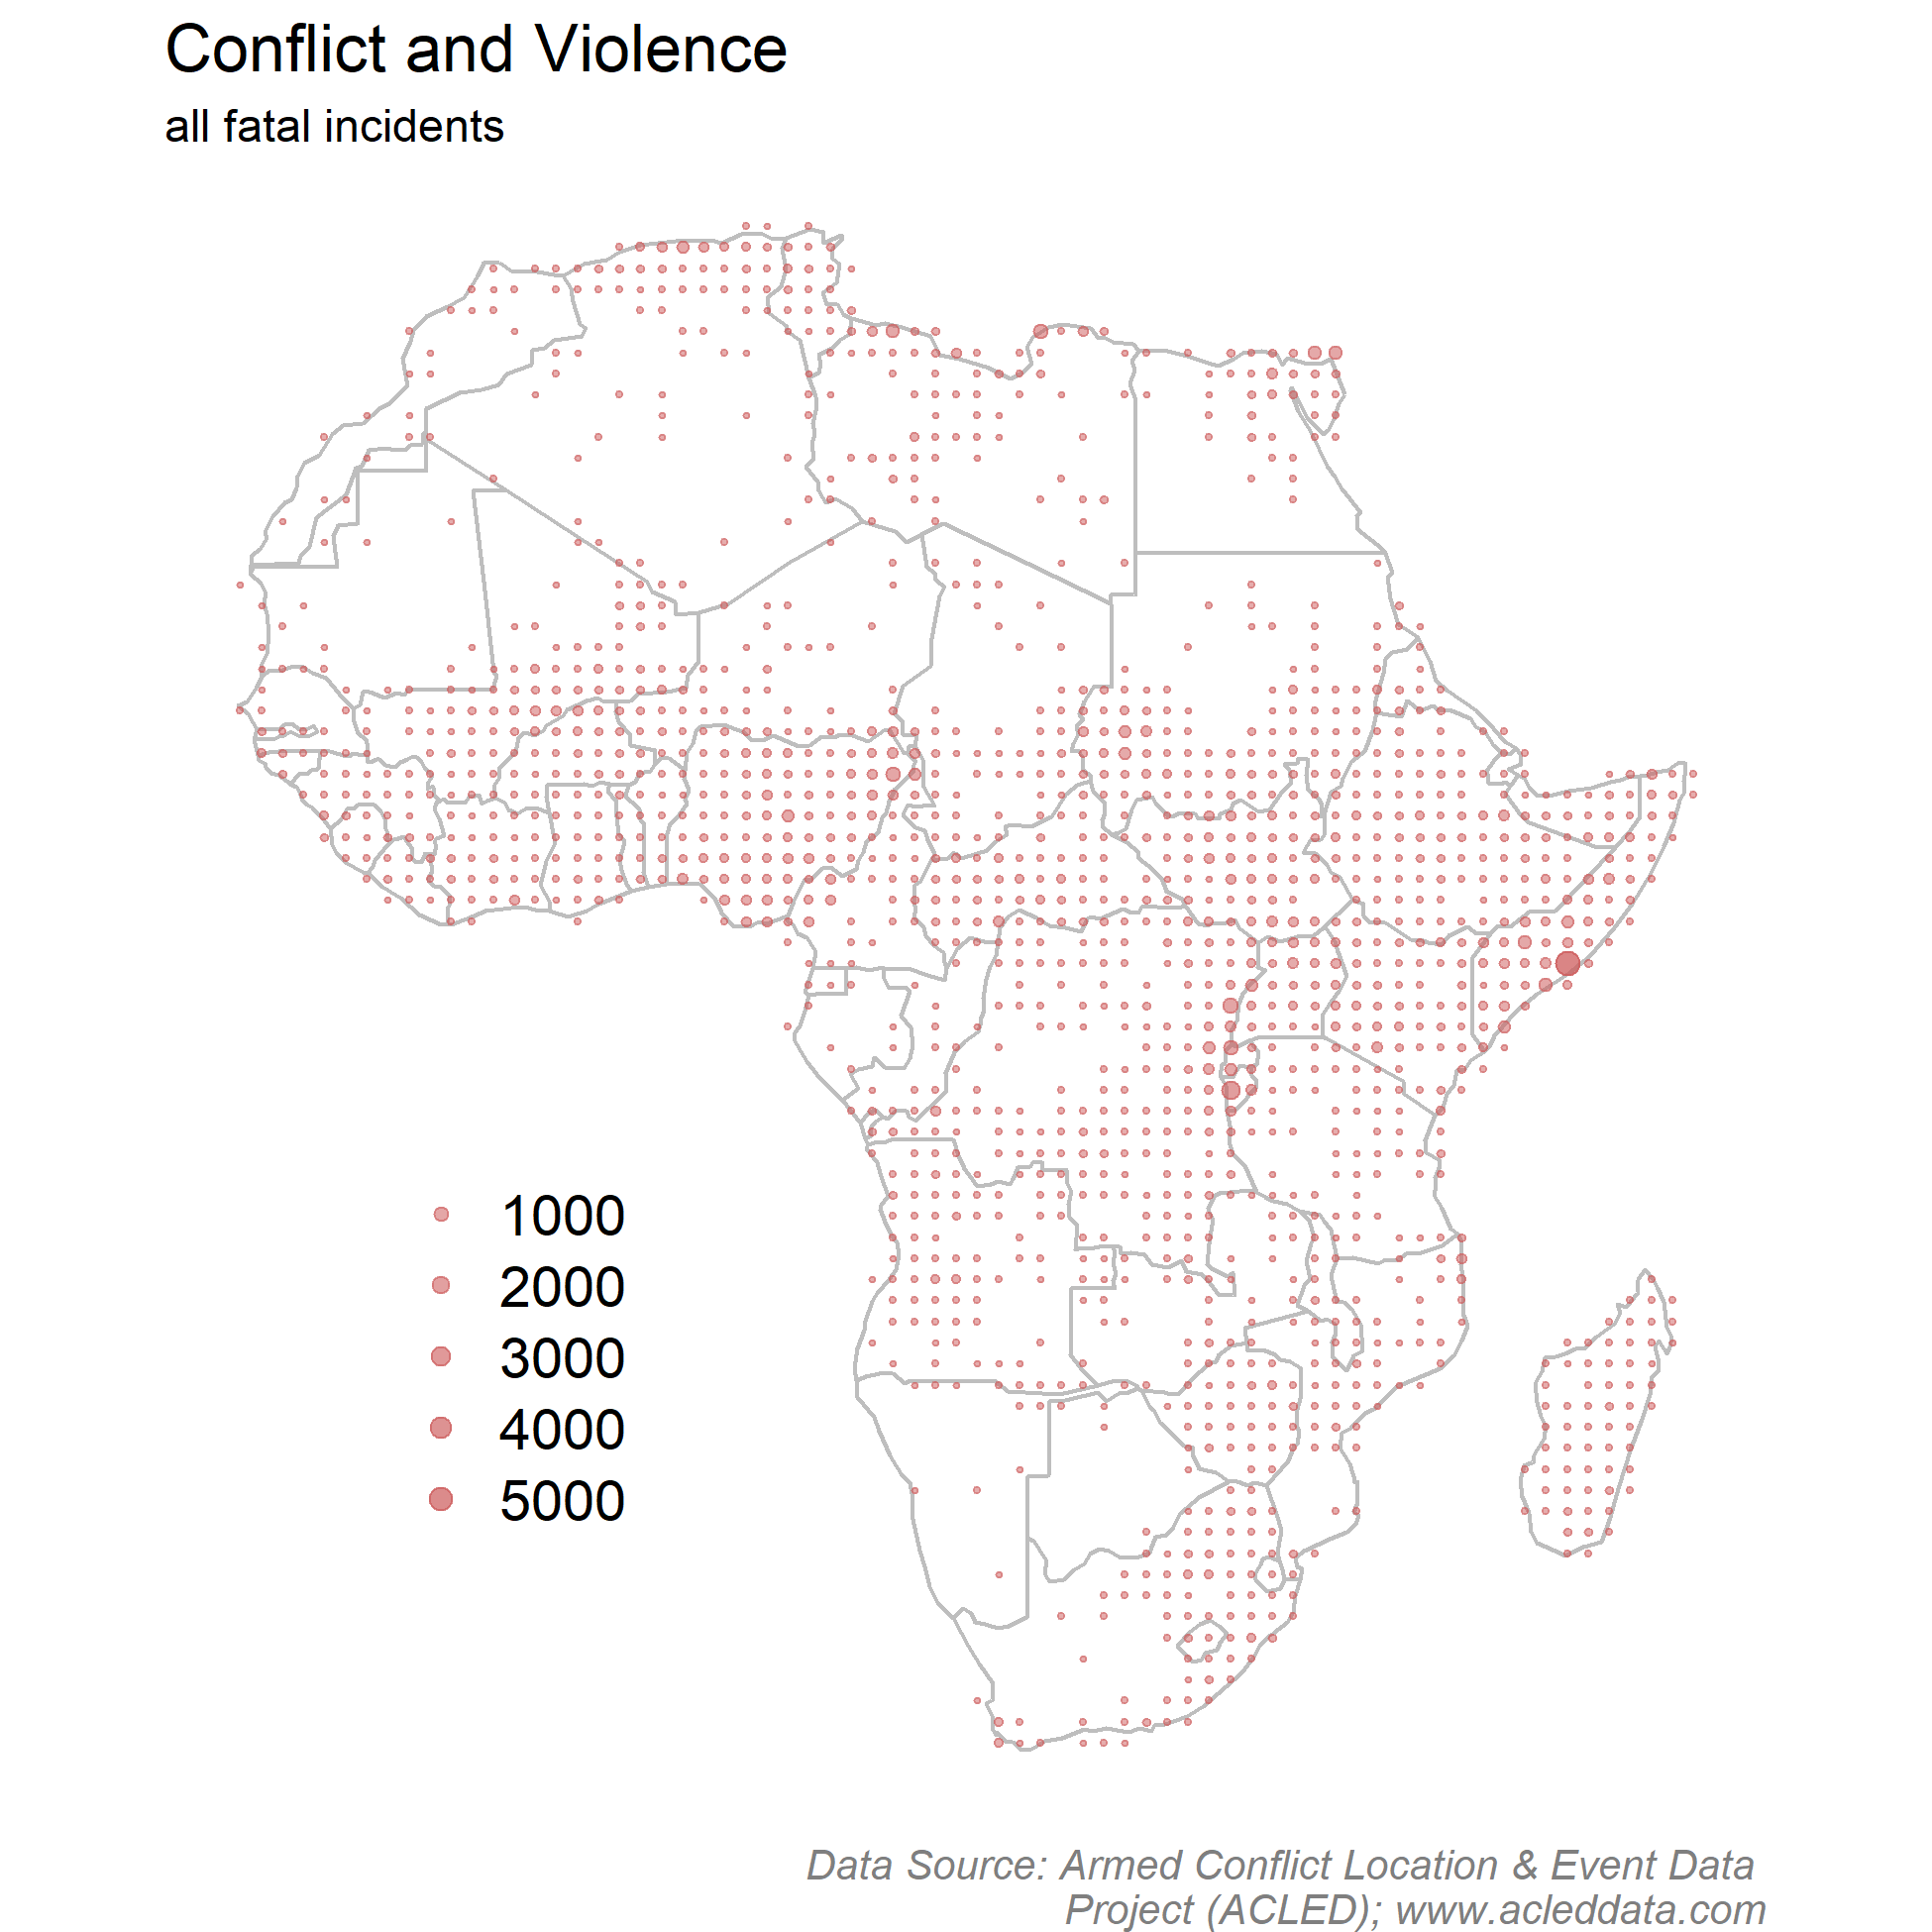 Conflict and Violence
all fatal incidents
1000
2000
3000
4000
5000
Data Source: Armed Conflict Location & Event Data
Project (ACLED); www.acleddata.com